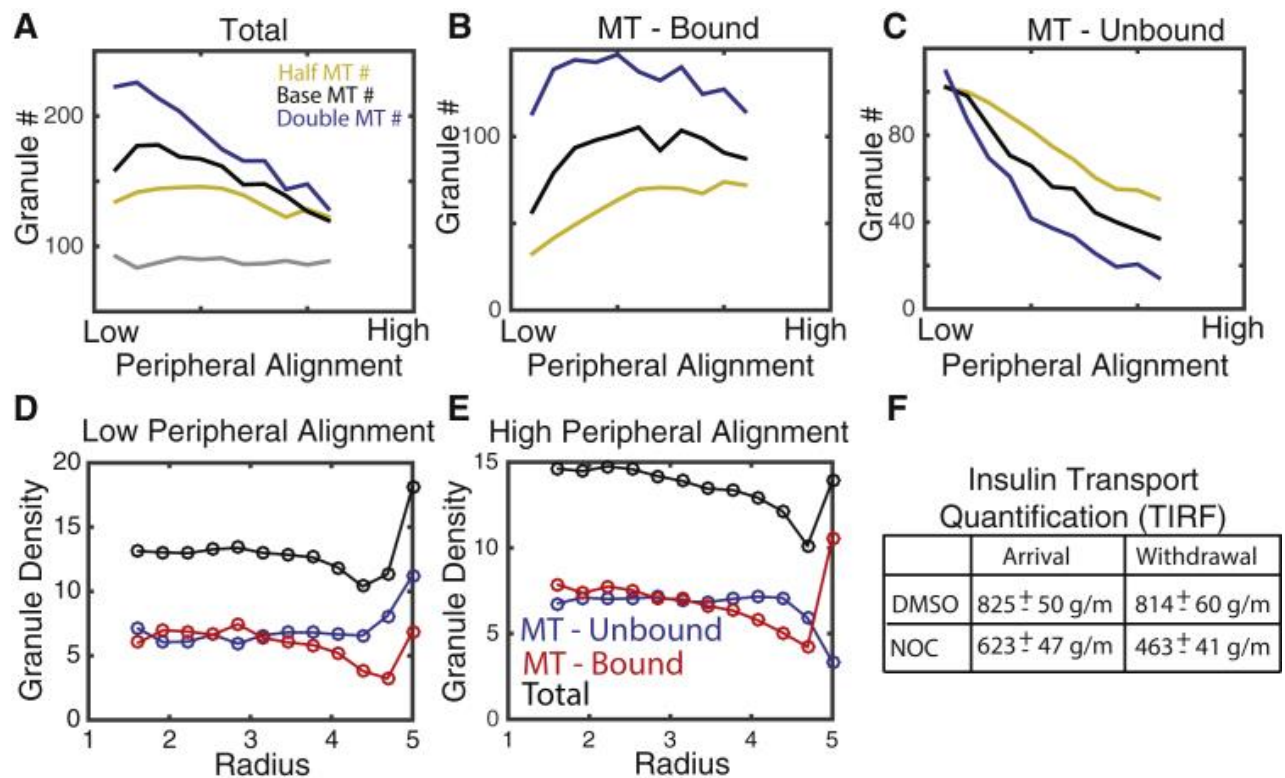 A
Total
Granule #
200
100
Half MT #
Base MT #
Double MT #
Low
High
Peripheral Alignment
B
MT - Bound
Granule #
100
0
Low
High
Peripheral Alignment
C
MT - Unbound
Granule #
80
40
0
Low
High
Peripheral Alignment
D
Low Peripheral Alignment
Granule Density
20
15
10
5
0
1 2 3 4 5
Radius
E
High Peripheral Alignment
Granule Density
15
10
5
0
MT - Unbound
MT - Bound
Total
1 2 3 4 5
Radius
F
Insulin Transport
Quantification (TIRF)
Arrival Withdrawal
DMSO 825 ± 50 g/m 814 ± 60 g/m
NOC 623 ± 47 g/m 463 ± 41 g/m